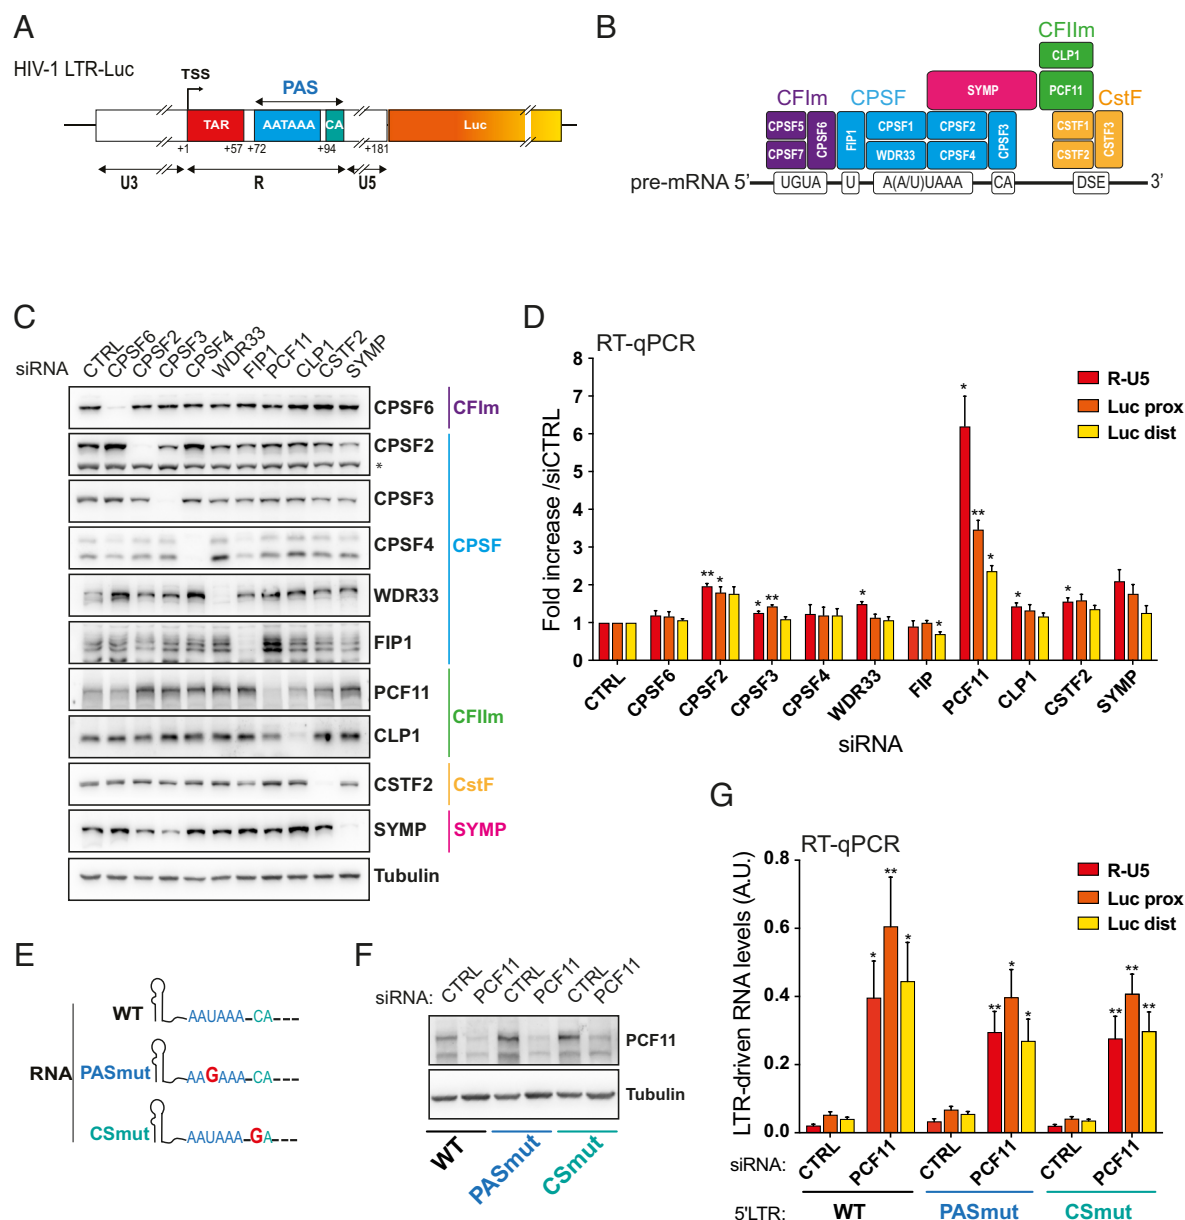 A
HIV-1 LTR-Luc
TSS
PAS
TAR
AATAAA
CA
Luc
+1
+57
+72
+94
+181
U3
R
U5
B
CFIIm
CLP1
SYMP
PCF11
CFIm
CPSF
CstF
CPSF5
CPSF6
FIP1
CPSF1
CPSF2
CPSF3
CSTF1
CSTF3
CPSF7
WDR33
CPSF4
CSTF2
pre-mRNA 5'
UGUA
U
A(A/U)UAAA
CA
DSE
3'
C
siRNA
CTRL
CPSF6
CPSF2
CPSF3
CPSF4
WDR33
FIP1
PCF11
CLP1
CSTF2
SYMP
CPSF6
CFIm
CPSF2
*
CPSF3
CPSF4
CPSF
WDR33
FIP1
PCF11
CFIIm
CLP1
CSTF2
CstF
SYMP
SYMP
Tubulin
D
RT-qPCR
Fold increase /siCTRL
8
7
6
5
4
3
2
1
0
R-U5
Luc prox
Luc dist
** *
* **
*
*
*
**
*
*
*
CTRL
CPSF6
CPSF2
CPSF3
CPSF4
WDR33
FIP
PCF11
CLP1
CSTF2
SYMP
siRNA
E
RNA
WT
AAUAAA-CA---
PASmut
AAGAAA-CA---
CSmut
AAUAAA-GA---
F
siRNA:
CTRL
PCF11
CTRL
PCF11
CTRL
PCF11
PCF11
Tubulin
WT
PASmut
CSmut
G
RT-qPCR
LTR-driven RNA levels (A.U.)
0.8
0.6
0.4
0.2
0.0
R-U5
Luc prox
Luc dist
*
**
*
**
*
*
**
**
**
siRNA:
CTRL
PCF11
CTRL
PCF11
CTRL
PCF11
5'LTR:
WT
PASmut
CSmut